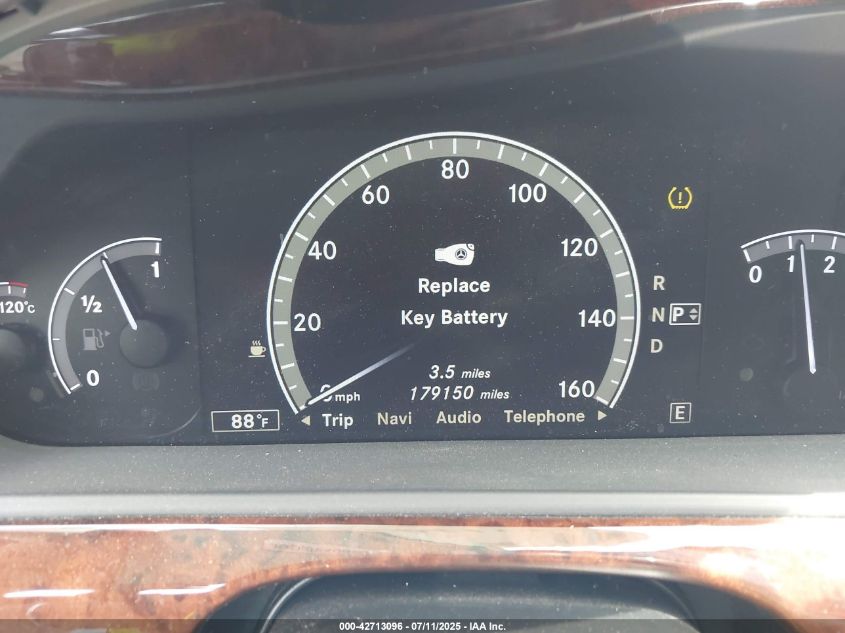 80
60
100
40
120
20
140
0 mph
160
Replace
Key Battery
3.5 miles
179150 miles
Trip Navi Audio Telephone
88°F
120°c
1
1/2
0
R
N P
D
E
0 1 2
000-42713096 - 07/11/2025 - IAA Inc.